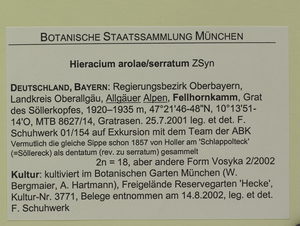 BOTANISCHE STAATSSAMMLUNG MÜNCHEN
Hieracium arolae/serratum ZSyn
DEUTSCHLAND, BAYERN: Regierungsbezirk Oberbayern,
Landkreis Oberallgäu, Allgäuer Alpen, Fellhornkamm, Grat
des Söllerkopfes, 1920–1935 m, 47°21'46-48"N, 10°13'51-
14'O, MTB 8627/14, Gratrasen. 25.7.2001 leg. et det. F.
Schuhwerk 01/154 auf Exkursion mit dem Team der ABK
Vermutlich die gleiche Sippe schon 1857 von Holler am 'Schlappolteck'
(=Söllereck) als dentatum (rev. zu serratum) gesammelt
2n = 18, aber andere Form Vosyka 2/2002
Kultur: kultiviert im Botanischen Garten München (W.
Bergmaier, A. Hartmann), Freigelände Reservegarten 'Hecke',
Kultur-Nr. 3771, Belege entnommen am 14.8.2002, leg. et det.
F. Schuhwerk